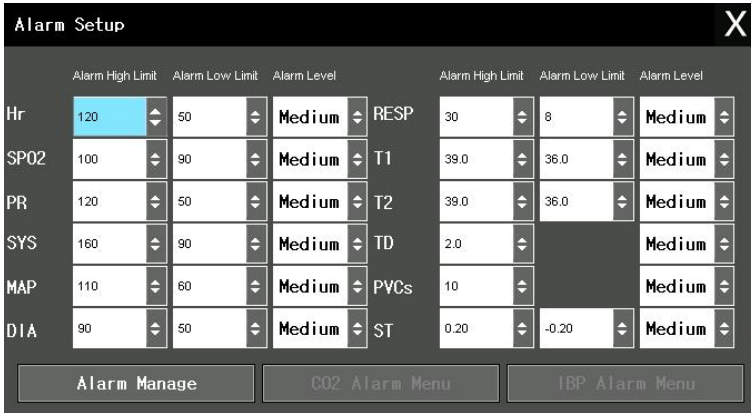 Alarm Setup X
Alarm High Limit Alarm Low Limit Alarm Level Alarm High Limit Alarm Low Limit Alarm Level
Hr 120 50 Medium RESP 30 8 Medium
SPO2 100 90 Medium T1 39.0 36.0 Medium
PR 120 50 Medium T2 39.0 36.0 Medium
SYS 160 90 Medium TD 2.0 Medium
MAP 110 60 Medium PVCs 10 Medium
DIA 90 50 Medium ST 0.20 -0.20 Medium
Alarm Manage CO2 Alarm Menu IBP Alarm Menu